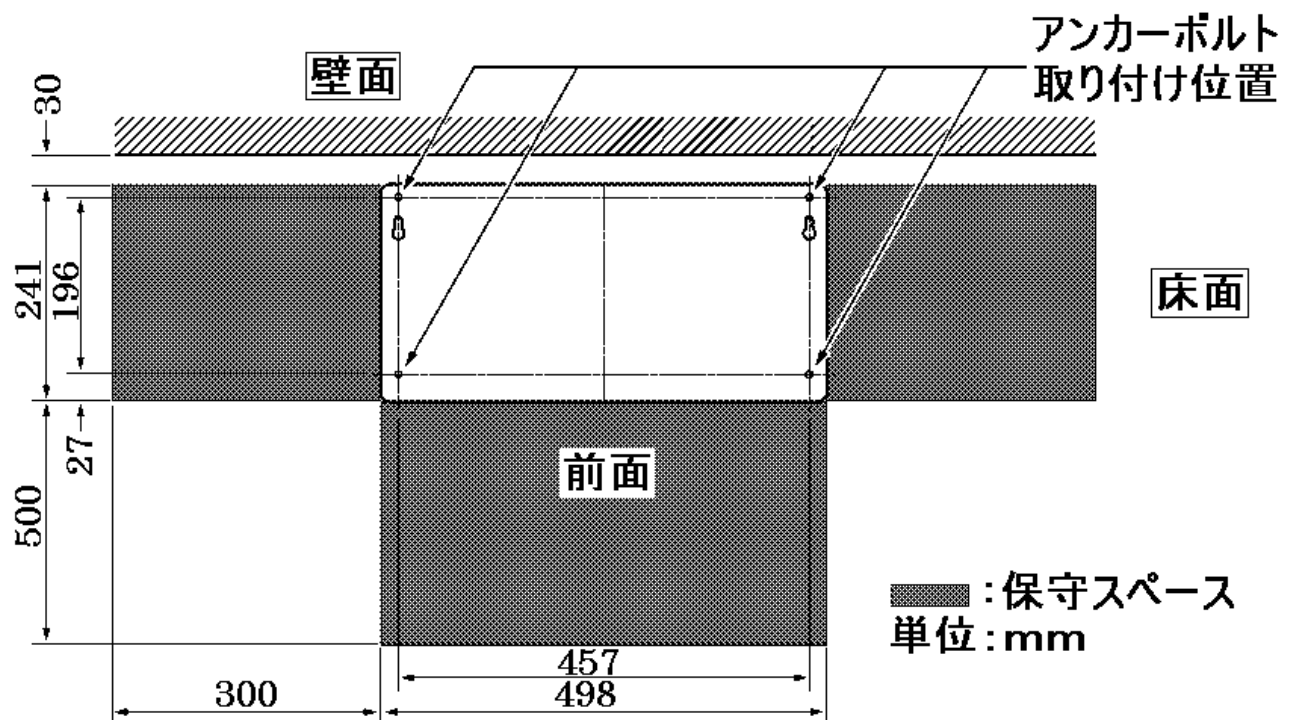 アンカーボルト
取り付け位置
壁面
30
241
196
床面
27
500
前面
:保守スペース
単位:mm
457
300
498